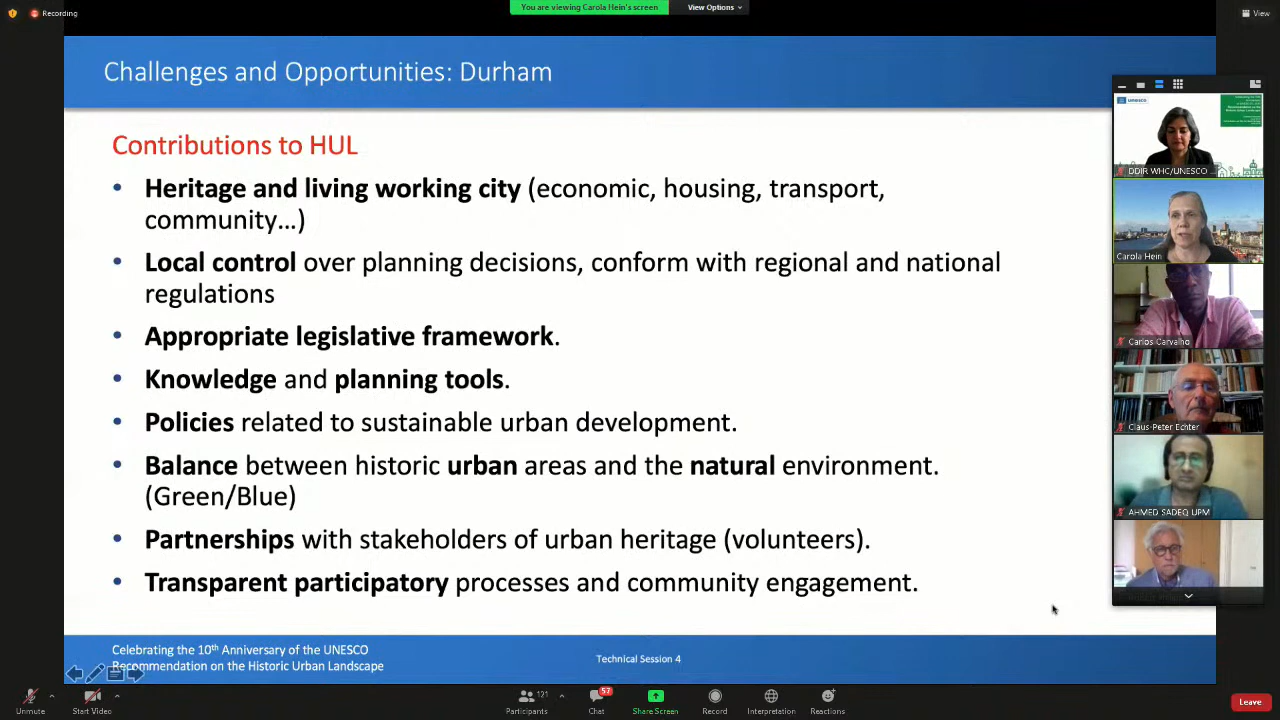 Recording
You are viewing Carola Hein's screen
View Options
View
Challenges and Opportunities: Durham
Contributions to HUL
• Heritage and living working city (economic, housing, transport,
community...)
• Local control over planning decisions, conform with regional and national
regulations
• Appropriate legislative framework.
• Knowledge and planning tools.
• Policies related to sustainable urban development.
• Balance between historic urban areas and the natural environment.
(Green/Blue)
• Partnerships with stakeholders of urban heritage (volunteers).
• Transparent participatory processes and community engagement.
UNESCO
DDIR WHC/UNESCO
Carola Hein
Carlos Carvalho
Claus-Peter Echter
AHMED SADEQ UPM
Celebrating the 10th Anniversary of the UNESCO
Recommendation on the Historic Urban Landscape
Technical Session 4
Unmute
Start Video
121
Participants
57
Chat
Share Screen
Record
Interpretation
Reactions
Leave